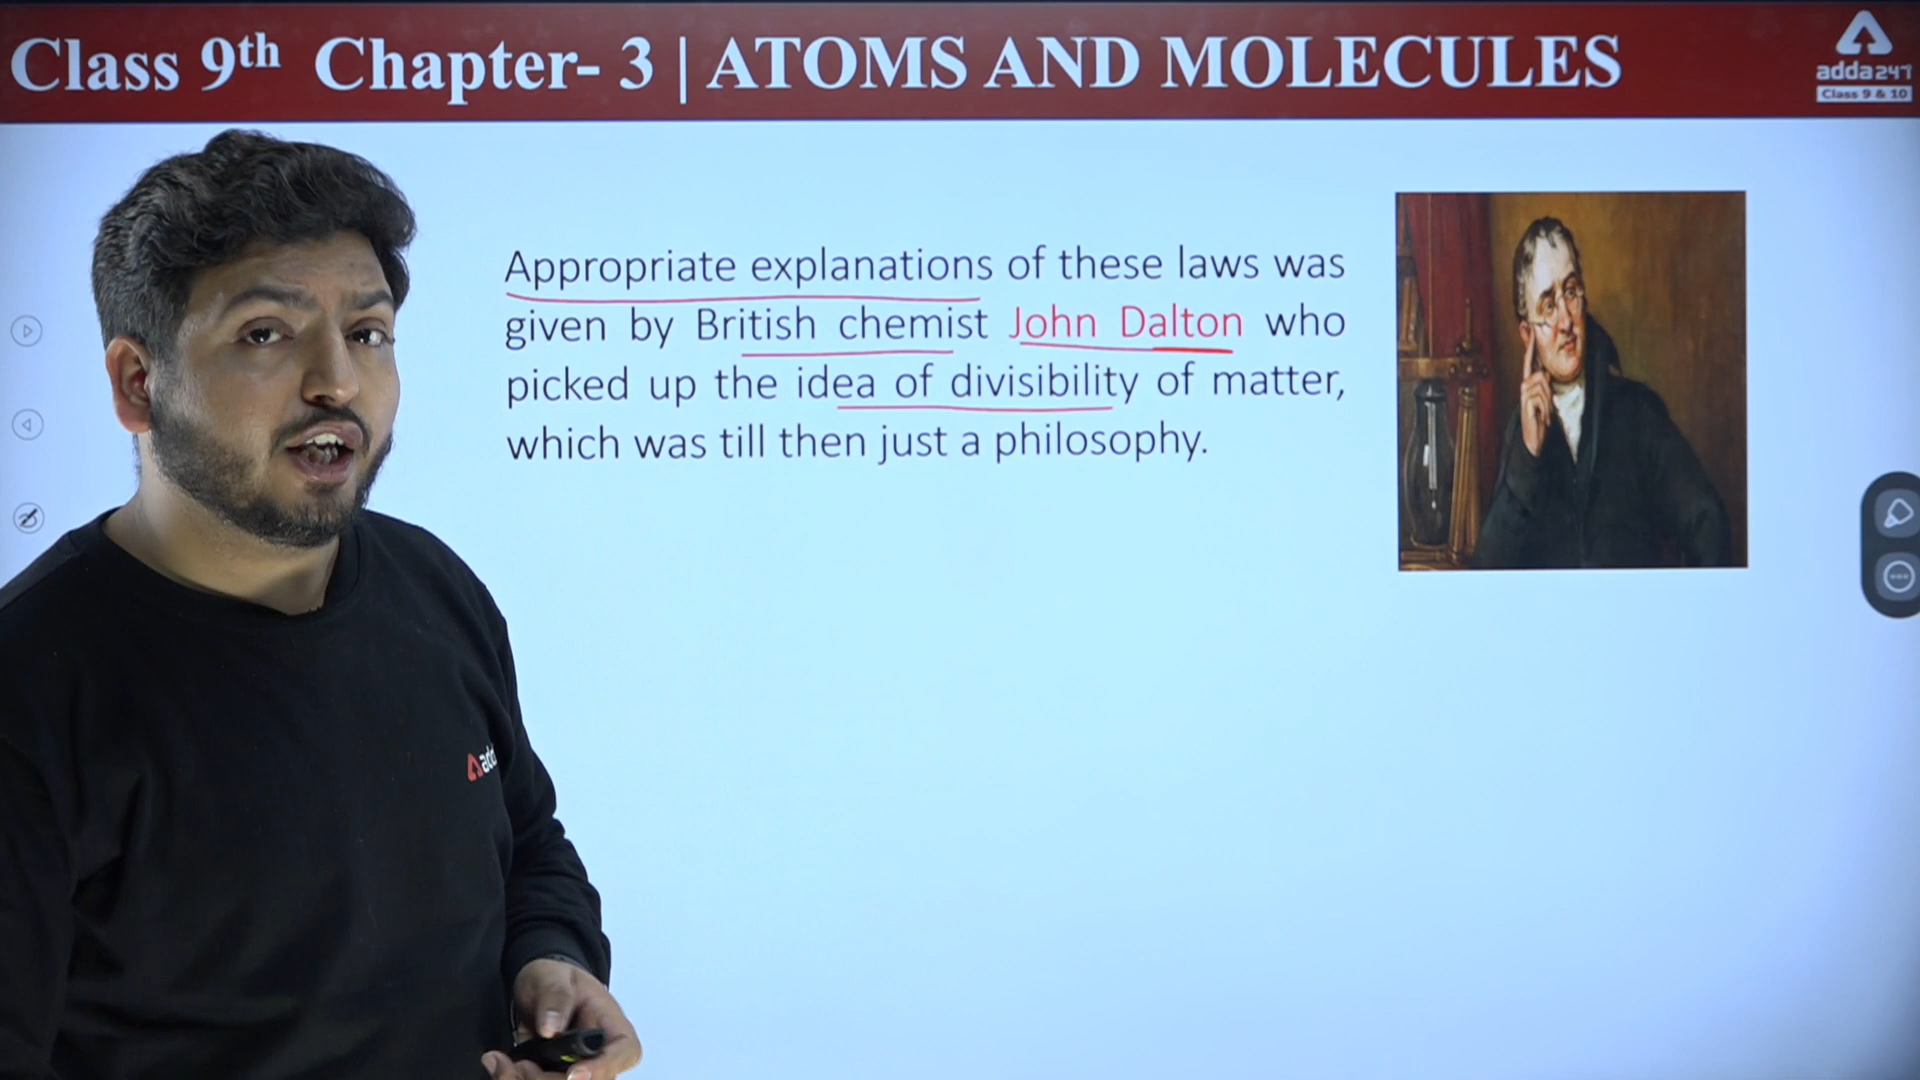 Class 9th Chapter- 3 | ATOMS AND MOLECULES
adda247
Class 9 & 10
Appropriate explanations of these laws was
given by British chemist John Dalton who
picked up the idea of divisibility of matter,
which was till then just a philosophy.